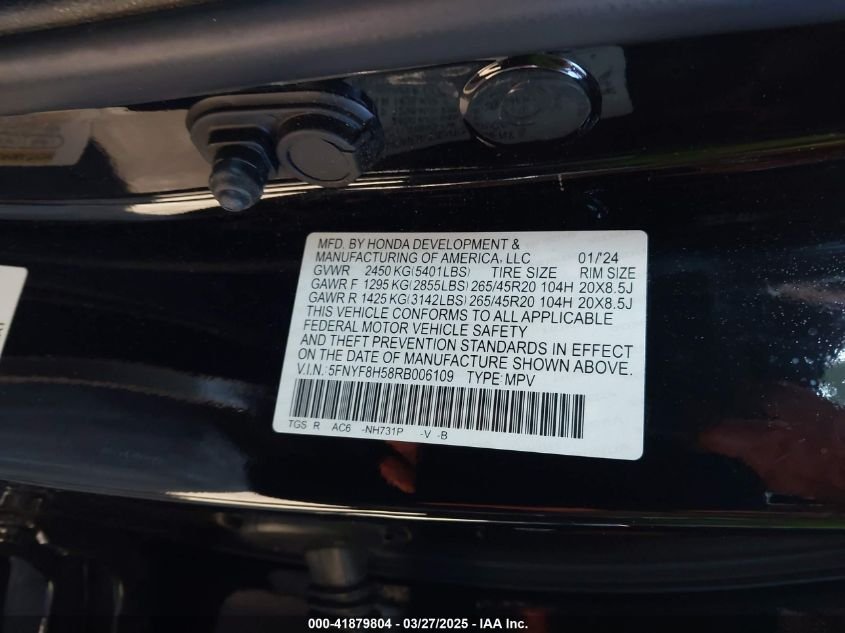 MFD. BY HONDA DEVELOPMENT &
MANUFACTURING OF AMERICA, LLC 01/'24
GVWR 2450 KG(5401LBS) TIRE SIZE RIM SIZE
GAWR F 1295 KG(2855LBS) 265/45R20 104H 20X8.5J
GAWR R 1425 KG(3142LBS) 265/45R20 104H 20X8.5J
THIS VEHICLE CONFORMS TO ALL APPLICABLE
FEDERAL MOTOR VEHICLE SAFETY
AND THEFT PREVENTION STANDARDS IN EFFECT
ON THE DATE OF MANUFACTURE SHOWN ABOVE.
V.I.N.: 5FNYF8H58RB006109 TYPE: MPV
TGS R AC6 -NH731P -V -B
000-41879804 - 03/27/2025 - IAA Inc.